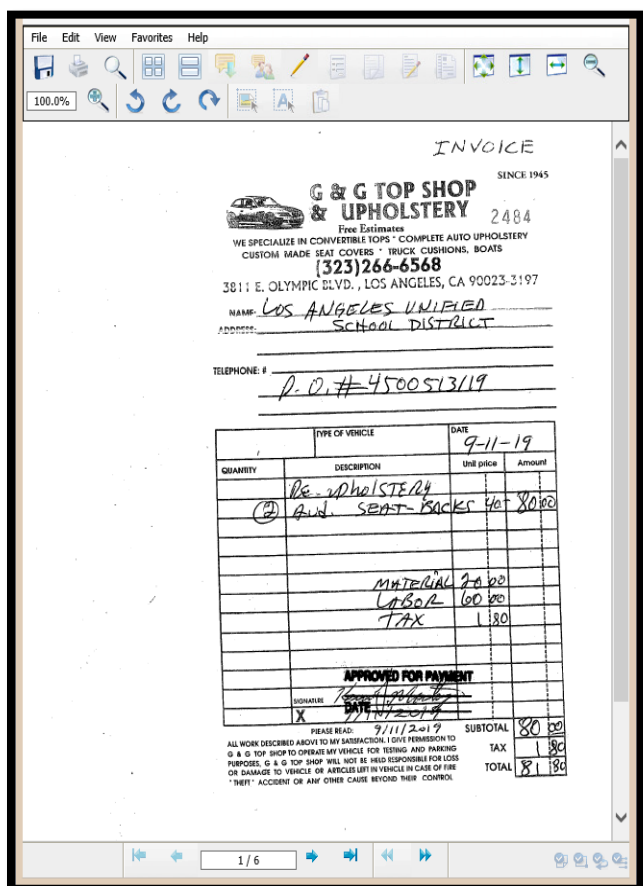 File Edit View Favorites Help
100.0%
INVOICE
SINCE 1945
G & G TOP SHOP
& UPHOLSTERY
2484
Free Estimates
WE SPECIALIZE IN CONVERTIBLE TOPS * COMPLETE AUTO UPHOLSTERY
CUSTOM MADE SEAT COVERS * TRUCK CUSHIONS, BOATS
(323)266-6568
3811 E. OLYMPIC BLVD., LOS ANGELES, CA 90023-3197
NAME: LOS ANGELES UNIFIED
ADDRESS: SCHOOL DISTRICT
TELEPHONE: #
P.O.# 4500513119
TYPE OF VEHICLE DATE
9-11-19
QUANTITY DESCRIPTION Unit price Amount
RE-UPholSTERY
2 Aud. SEAT-BACKS 40- 80 00
MATERIAL 20 00
LABOR 60 00
TAX 1 80
APPROVED FOR PAYMENT
SIGNATURE
X DATE
PLEASE READ: 9/11/2019 SUBTOTAL 80 00
ALL WORK DESCRIBED ABOVE TO MY SATISFACTION. I GIVE PERMISSION TO
G & G TOP SHOP TO OPERATE MY VEHICLE FOR TESTING AND PARKING TAX 1 80
PURPOSES, G & G TOP SHOP WILL NOT BE HELD RESPONSIBLE FOR LOSS
OR DAMAGE TO VEHICLE OR ARTICLES LEFT IN VEHICLE IN CASE OF FIRE TOTAL 81 80
"THEFT" ACCIDENT OR ANY OTHER CAUSE BEYOND THEIR CONTROL
1 / 6